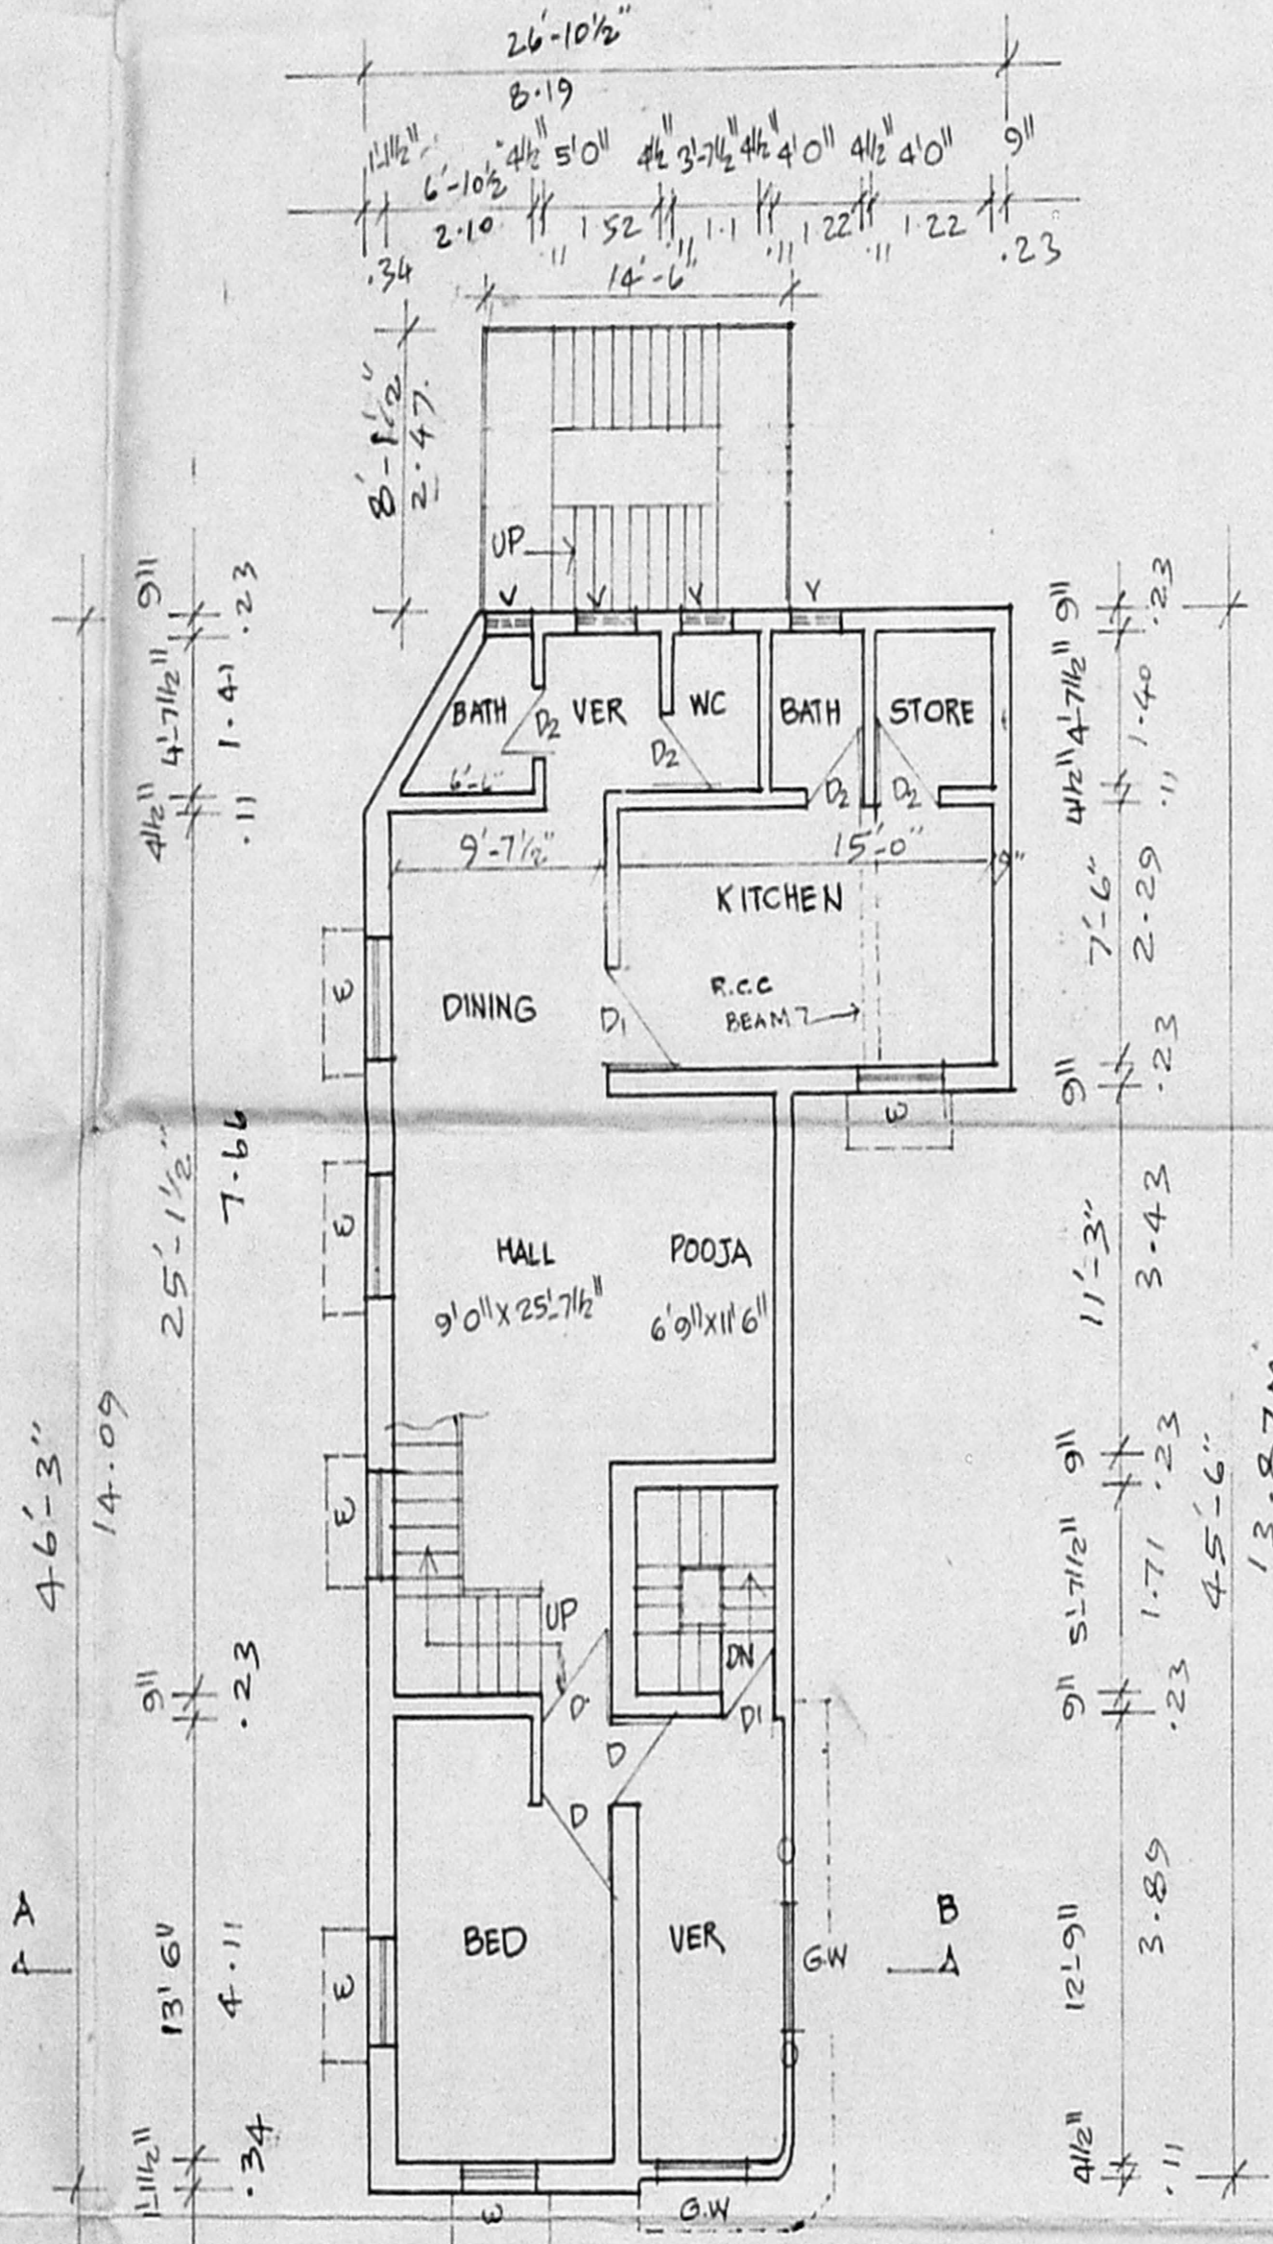 26'-10½"
8.19
1'-1½" 4½" 5'0" 4½" 3'-7½" 4½" 4'0" 4½" 4'0" 9"
6'-10½
2.10 1.52 1.1 1.22 1.22
.34 .11 .11 .11 .11 .23
14'-6"
8'-1½"
2.47
UP
V V V V
9"
.23
4'-7½"
1.41
4½"
.11
BATH VER WC BATH STORE
D2 D2 D2 D2
6'-6"
9'-7½" 15'-0" 9"
KITCHEN
DINING
R.C.C
BEAM
D1
W
W
25'-1½"
7.66
W
HALL POOJA
9'0"X25'-7½" 6'9"X11'6"
46'-3"
14.09
W
UP
DN
D D1
D
D
9"
.23
BED VER
G.W
A
A
B
A
13'6"
4.11
W
1'-1½"
.34
W
G.W
9"
.23
4'-7½"
1.40
4½"
.11
7'-6"
2.29
9"
.23
11'-3"
3.43
9"
.23
5'-7½"
1.71
45'-6"
9"
.23
12'-9"
3.89
4½"
.11